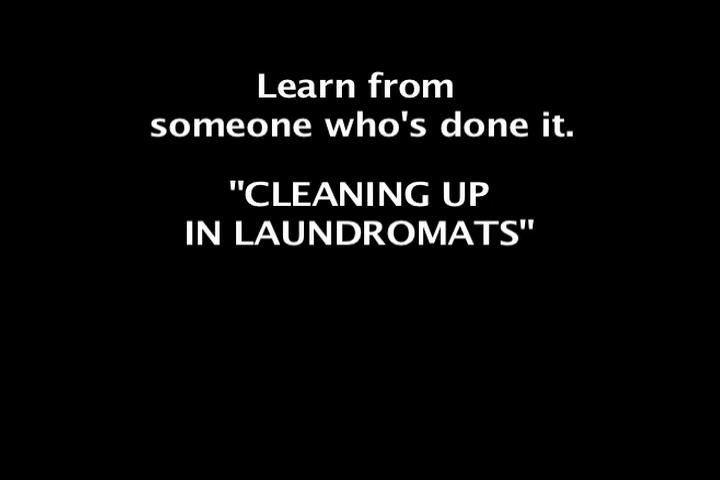 Learn from
someone who's done it.
"CLEANING UP
IN LAUNDROMATS"